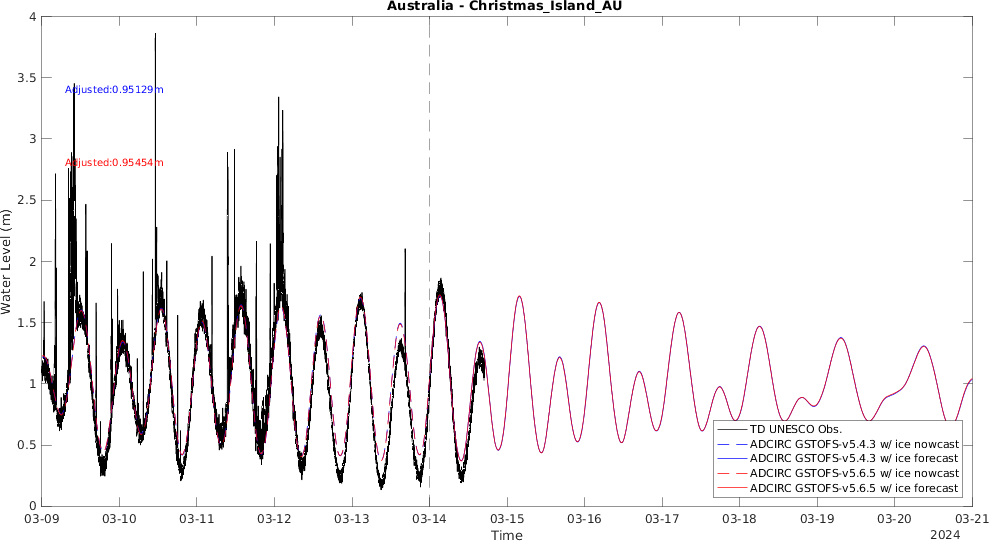 Australia - Christmas_Island_AU
4
3.5
3
2.5
2
1.5
1
0.5
0
Water Level (m)
Adjusted:0.95129m
Adjusted:0.95454m
TD UNESCO Obs.
ADCIRC GSTOFS-v5.4.3 w/ ice nowcast
ADCIRC GSTOFS-v5.4.3 w/ ice forecast
ADCIRC GSTOFS-v5.6.5 w/ ice nowcast
ADCIRC GSTOFS-v5.6.5 w/ ice forecast
03-09 03-10 03-11 03-12 03-13 03-14 03-15 03-16 03-17 03-18 03-19 03-20 03-21
Time
2024